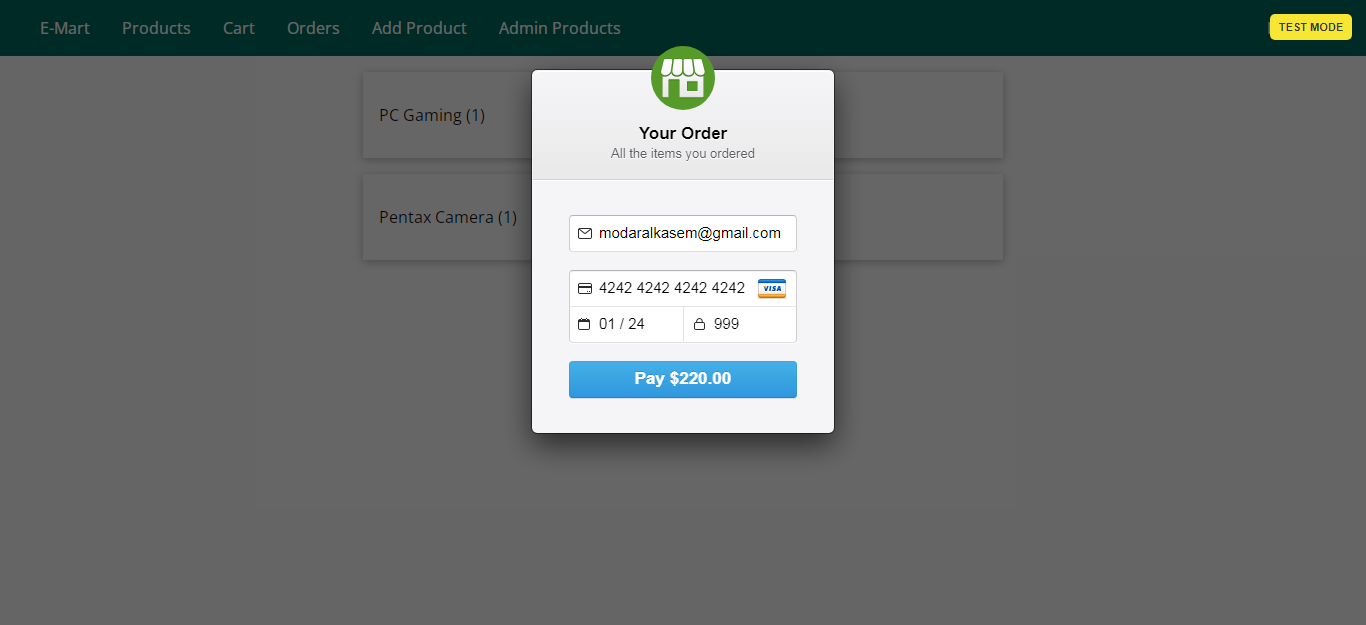 E-Mart Products Cart Orders Add Product Admin Products
TEST MODE
PC Gaming (1)
Pentax Camera (1)
Your Order
All the items you ordered
modaralkasem@gmail.com
4242 4242 4242 4242 VISA
01 / 24 999
Pay $220.00